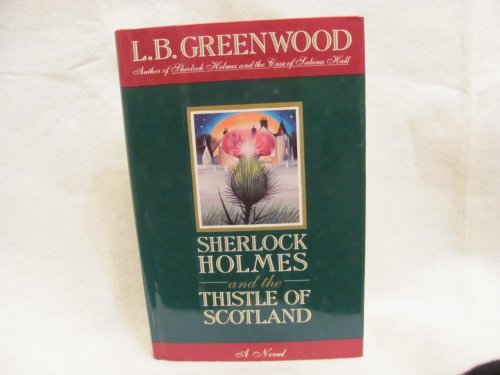 L.B. GREENWOOD
Author of Sherlock Holmes and the Case of Sabina Hall
SHERLOCK
HOLMES
and the
THISTLE OF
SCOTLAND
A Novel